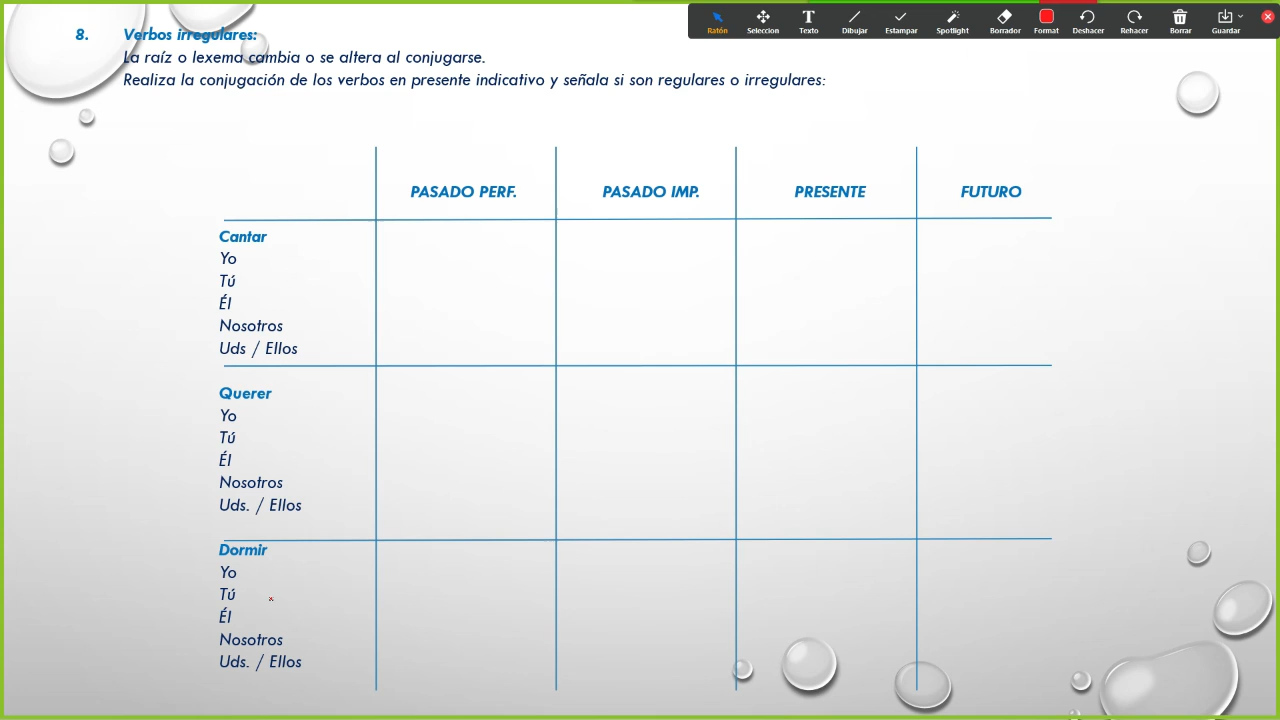 Ratón Seleccion Texto Dibujar Estampar Spotlight Borrador Format Deshacer Rehacer Borrar Guardar
8. Verbos irregulares:
La raíz o lexema cambia o se altera al conjugarse.
Realiza la conjugación de los verbos en presente indicativo y señala si son regulares o irregulares:
PASADO PERF. PASADO IMP. PRESENTE FUTURO
Cantar
Yo
Tú
Él
Nosotros
Uds / Ellos
Querer
Yo
Tú
Él
Nosotros
Uds. / Ellos
Dormir
Yo
Tú
Él
Nosotros
Uds. / Ellos